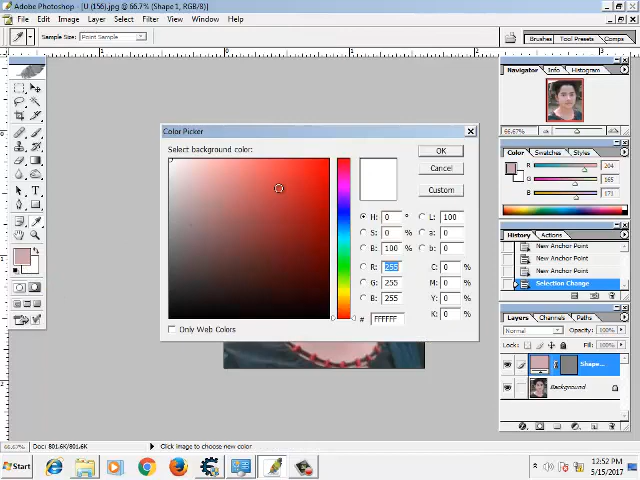 Adobe Photoshop - [U (156).jpg @ 66.7% (Shape 1, RGB/8)]
File Edit Image Layer Select Filter View Window Help
Sample Size: Point Sample
Brushes Tool Presets Comps
Navigator Info Histogram
66.67%
Color Swatches Styles
R 204
G 165
B 171
History Actions
New Anchor Point
New Anchor Point
New Anchor Point
Selection Change
Layers Channels Paths
Normal Opacity: 100%
Lock: Fill: 100%
Shape...
Background
Color Picker
Select background color:
OK
Cancel
Custom
H: 0 °
S: 0 %
B: 100 %
R: 255
G: 255
B: 255
# FFFFFF
L: 100
a: 0
b: 0
C: 0 %
M: 0 %
Y: 0 %
K: 0 %
Only Web Colors
66.67% Doc: 801.6K/801.6K Click image to choose new color
Start
12:52 PM
5/15/2017